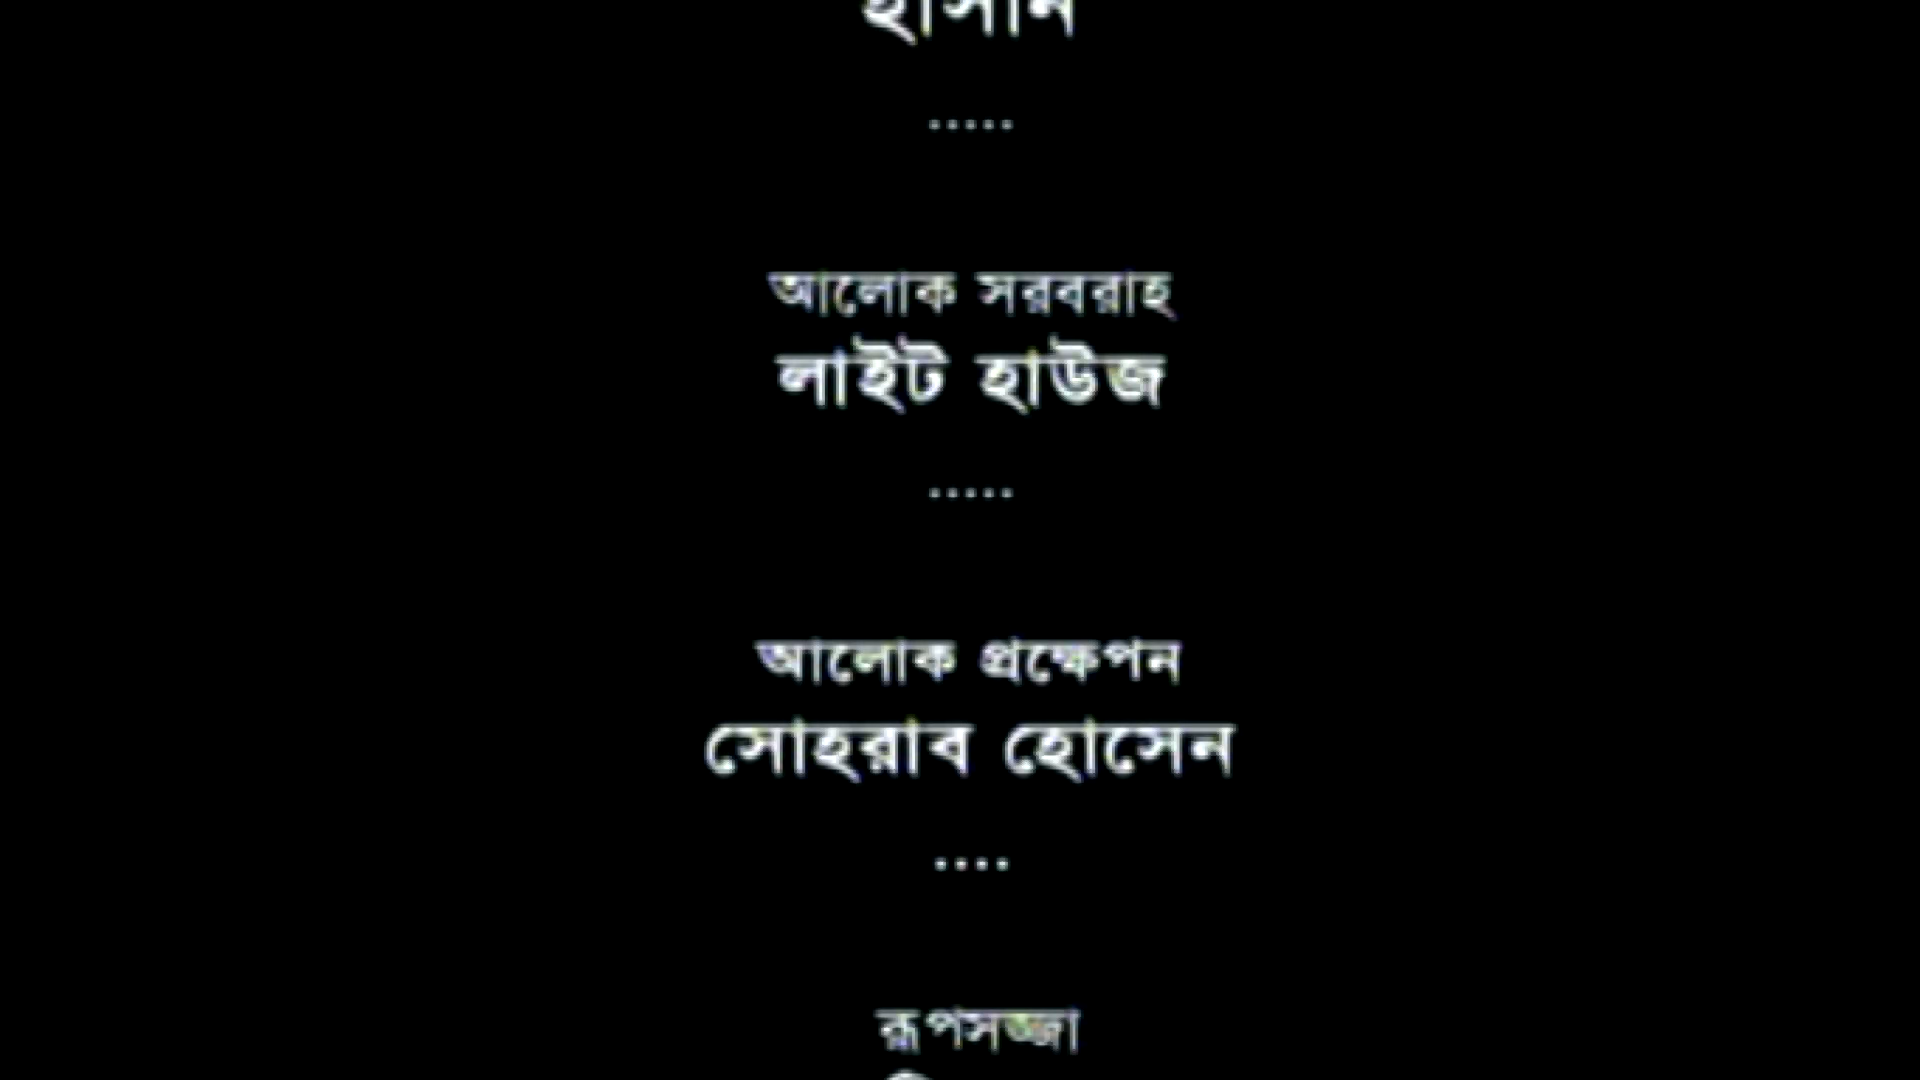 হাসান
.....
আলোক সরবরাহ
লাইট হাউজ
.....
আলোক প্রক্ষেপন
সোহরাব হোসেন
....
রূপসজ্জা